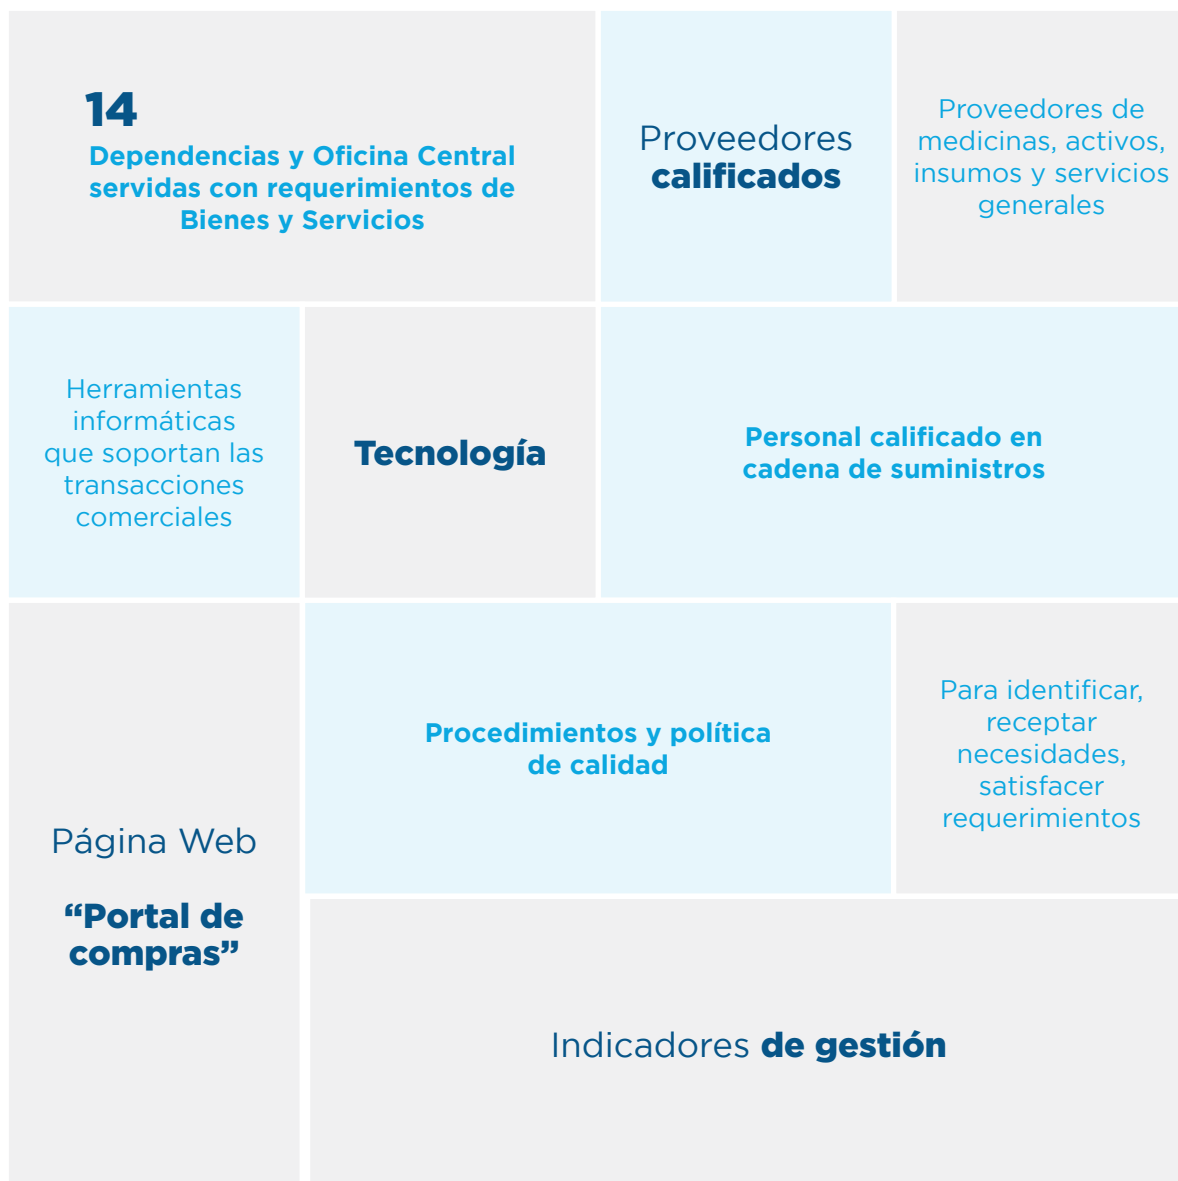 14
Dependencias y Oficina Central
servidas con requerimientos de
Bienes y Servicios
Proveedores
calificados
Proveedores de
medicinas, activos,
insumos y servicios
generales
Herramientas
informáticas
que soportan las
transacciones
comerciales
Tecnología
Personal calificado en
cadena de suministros
Página Web
“Portal de
compras”
Procedimientos y política
de calidad
Para identificar,
receptar
necesidades,
satisfacer
requerimientos
Indicadores de gestión